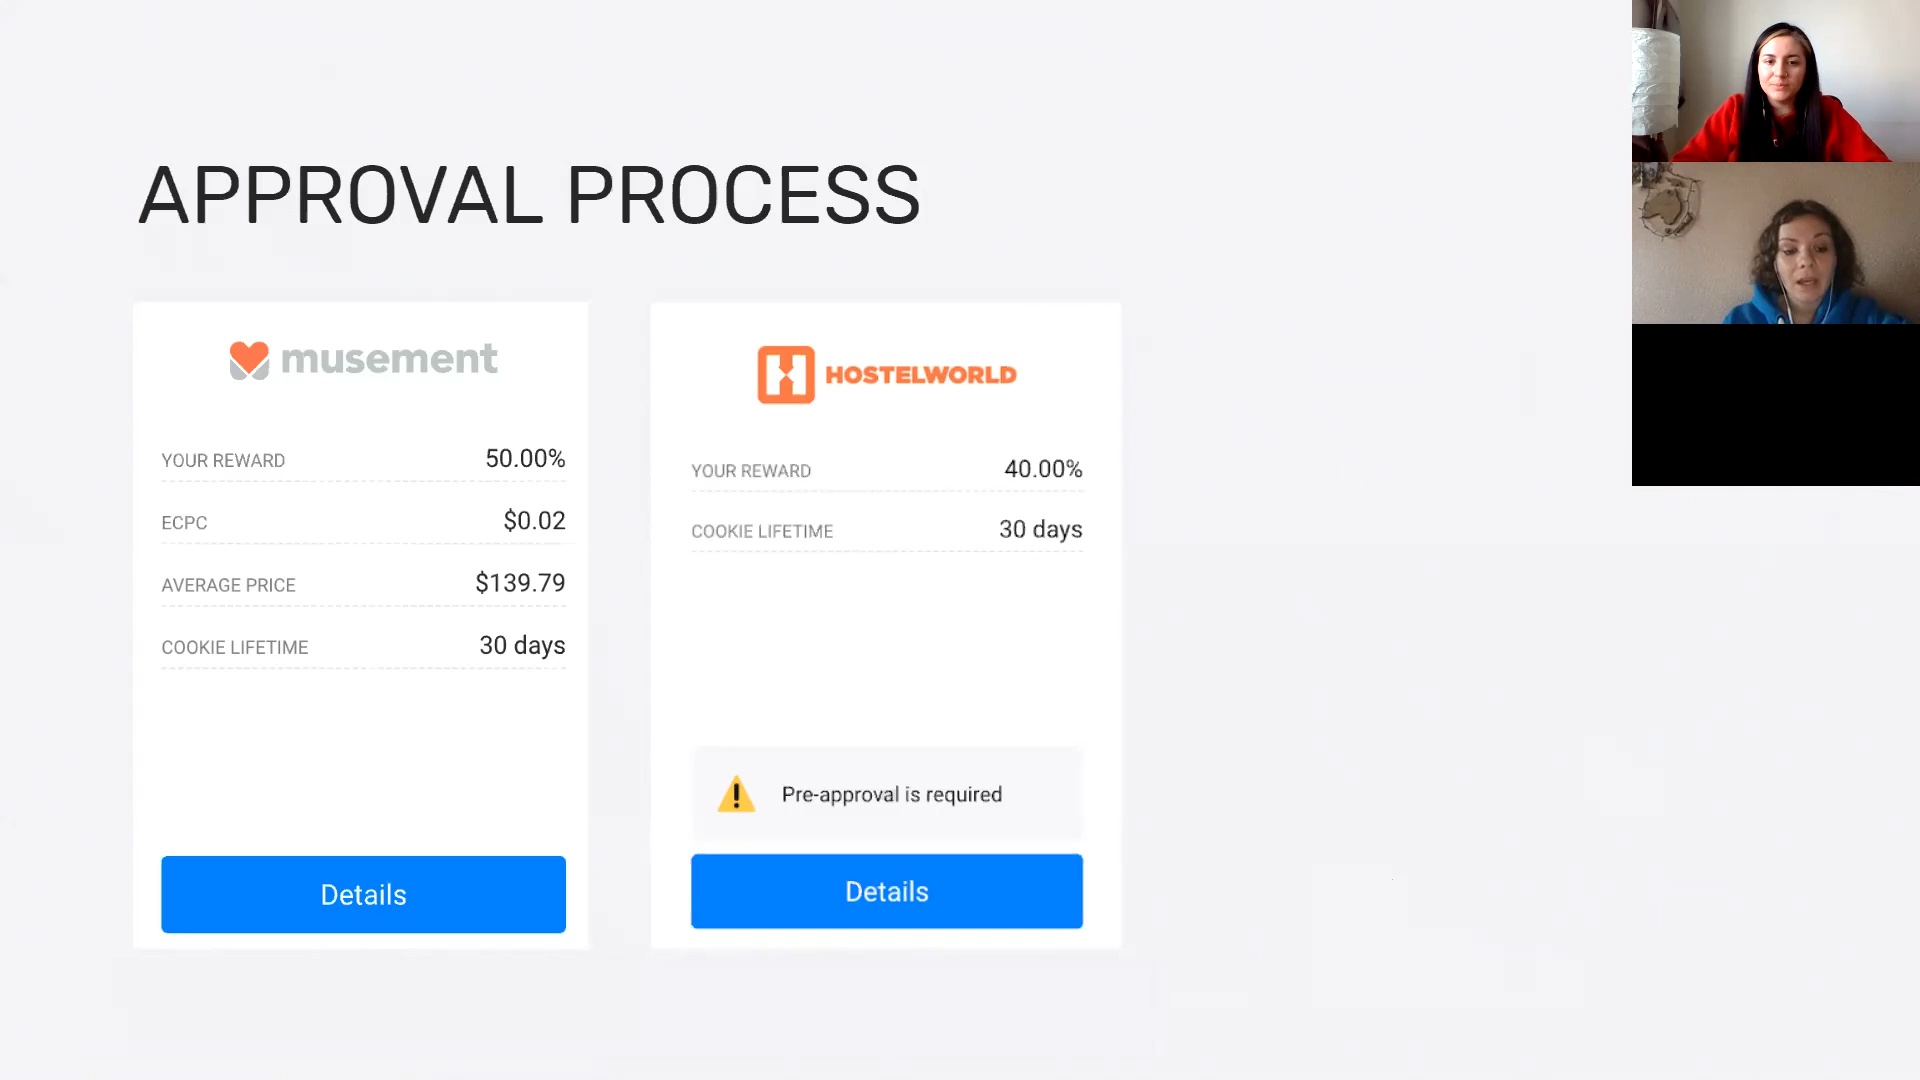 APPROVAL PROCESS
musement
YOUR REWARD 50.00%
ECPC $0.02
AVERAGE PRICE $139.79
COOKIE LIFETIME 30 days
Details
HOSTELWORLD
YOUR REWARD 40.00%
COOKIE LIFETIME 30 days
Pre-approval is required
Details